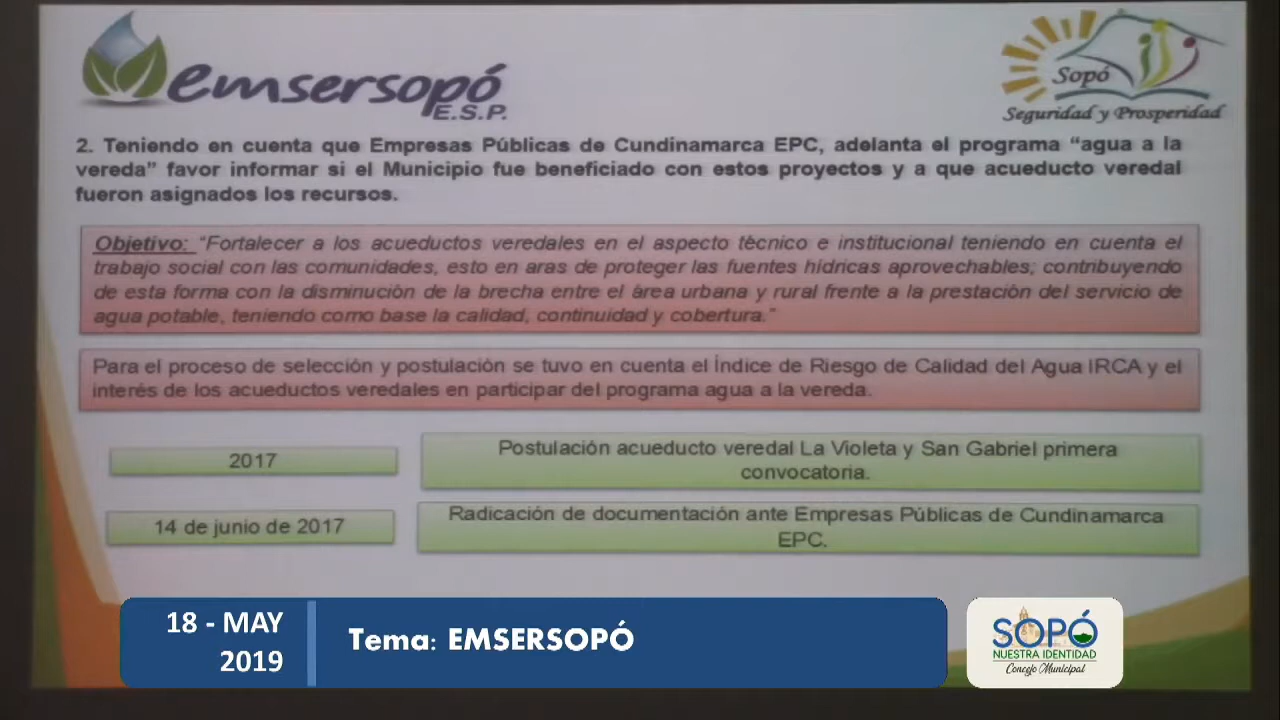 emsersopó
E.S.P.
Sopó
Seguridad y Prosperidad
2. Teniendo en cuenta que Empresas Públicas de Cundinamarca EPC, adelanta el programa “agua a la
vereda” favor informar si el Municipio fue beneficiado con estos proyectos y a que acueducto veredal
fueron asignados los recursos.
Objetivo: “Fortalecer a los acueductos veredales en el aspecto técnico e institucional teniendo en cuenta el
trabajo social con las comunidades, esto en aras de proteger las fuentes hídricas aprovechables; contribuyendo
de esta forma con la disminución de la brecha entre el área urbana y rural frente a la prestación del servicio de
agua potable, teniendo como base la calidad, continuidad y cobertura.”
Para el proceso de selección y postulación se tuvo en cuenta el Índice de Riesgo de Calidad del Agua IRCA y el
interés de los acueductos veredales en participar del programa agua a la vereda.
2017
Postulación acueducto veredal La Violeta y San Gabriel primera
convocatoria.
14 de junio de 2017
Radicación de documentación ante Empresas Públicas de Cundinamarca
EPC.
18 - MAY
2019
Tema: EMSERSOPÓ
SOPÓ
NUESTRA IDENTIDAD
Concejo Municipal